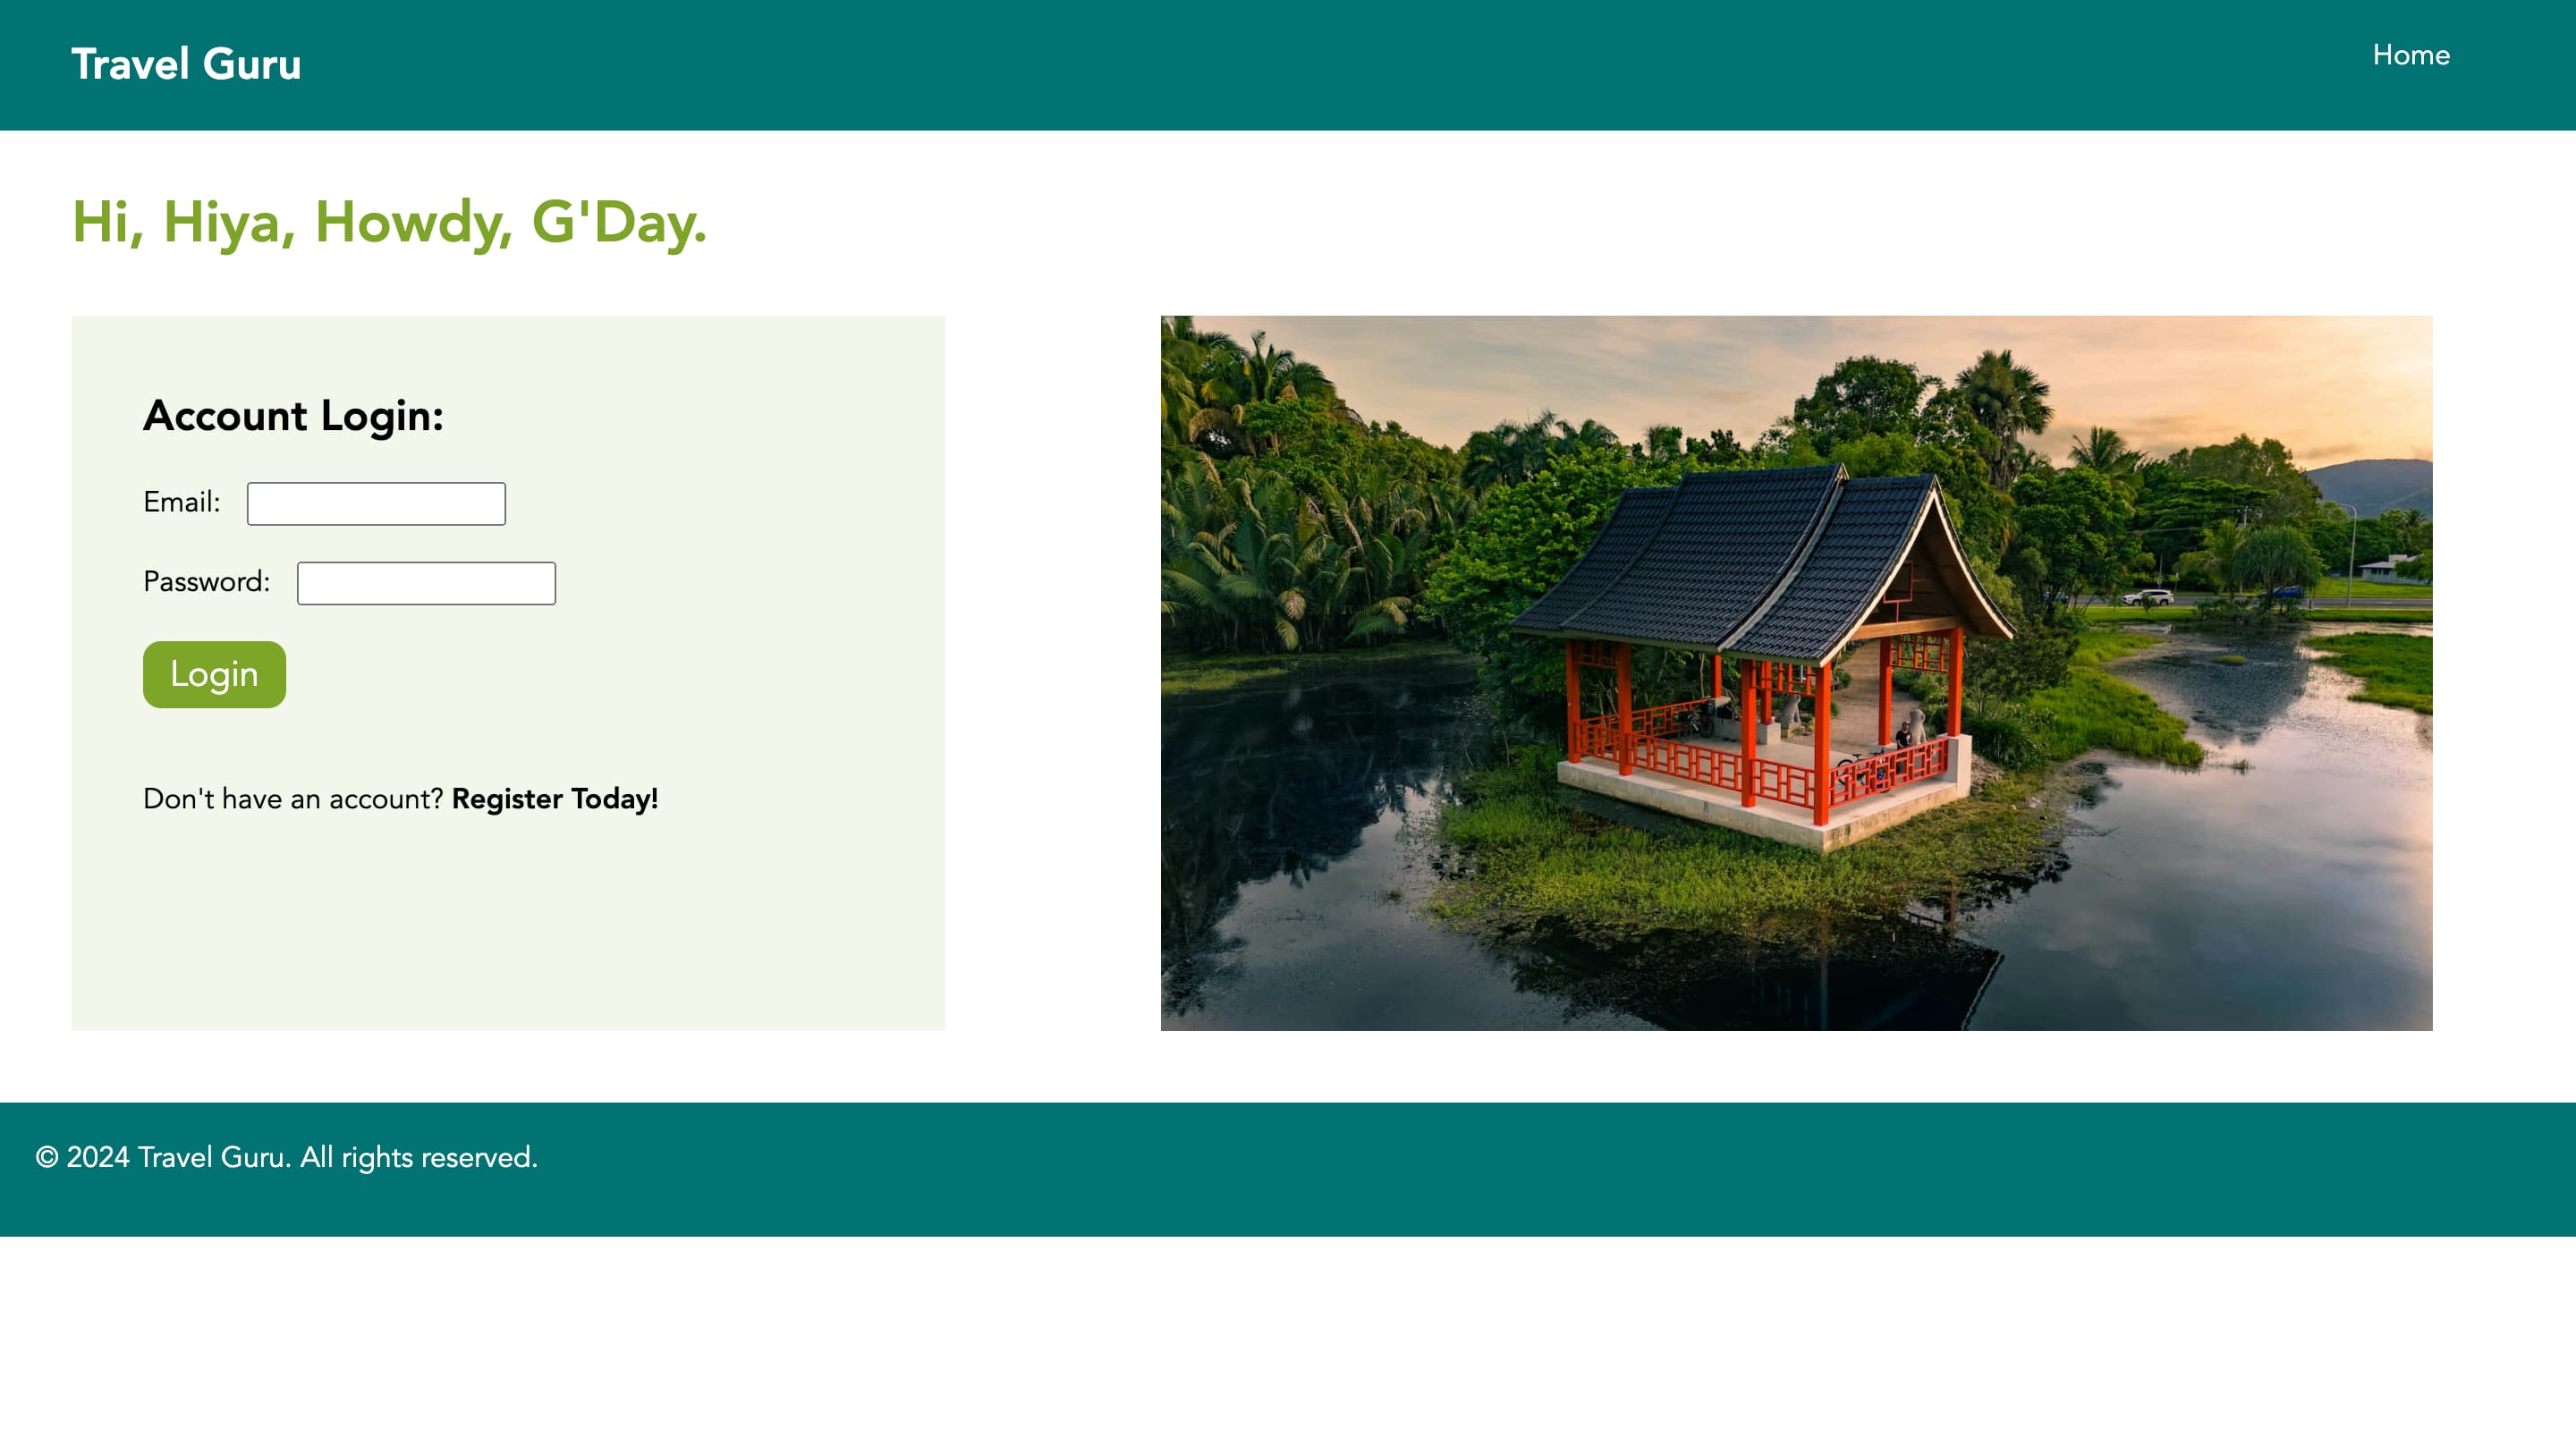 Travel Guru
Home
Hi, Hiya, Howdy, G'Day.
Account Login:
Email:
Password:
Login
Don't have an account? Register Today!
© 2024 Travel Guru. All rights reserved.